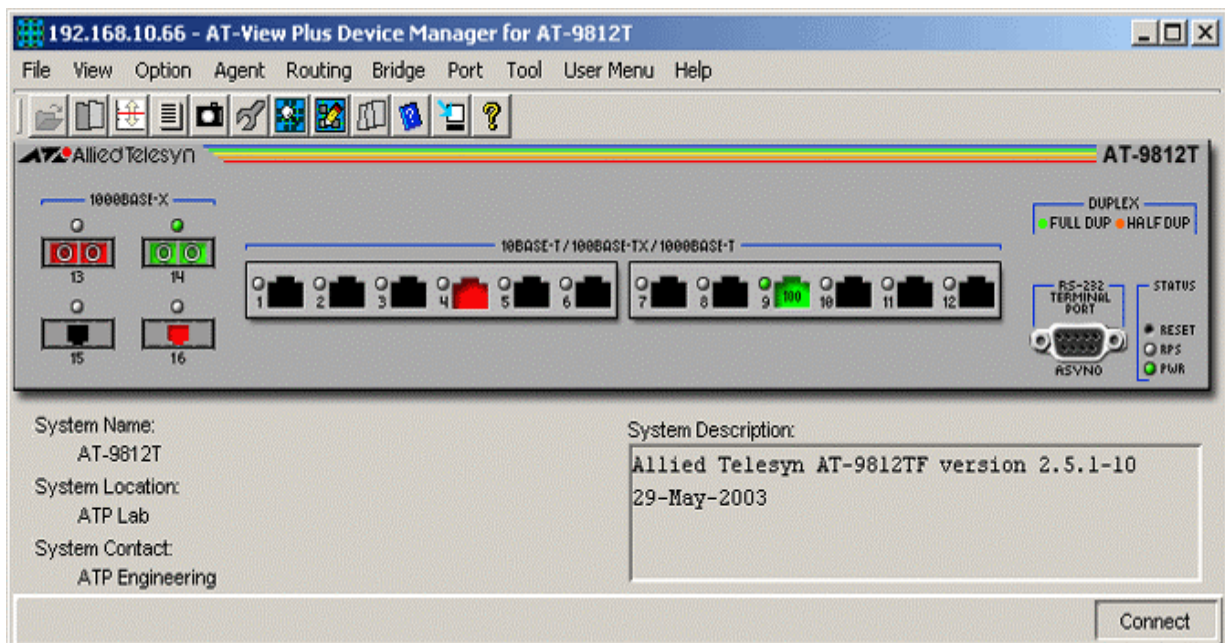 192.168.10.66 - AT-View Plus Device Manager for AT-9812T
File View Option Agent Routing Bridge Port Tool User Menu Help
Allied Telesyn
AT-9812T
1000BASE-X
13 14
15 16
10BASE-T/100BASE-TX/1000BASE-T
1 2 3 4 5 6 7 8 9 100 10 11 12
DUPLEX
FULL DUP HALF DUP
RS-232
TERMINAL
PORT
ASYN0
STATUS
RESET
RPS
PWR
System Name:
AT-9812T
System Location:
ATP Lab
System Contact:
ATP Engineering
System Description:
Allied Telesyn AT-9812TF version 2.5.1-10
29-May-2003
Connect